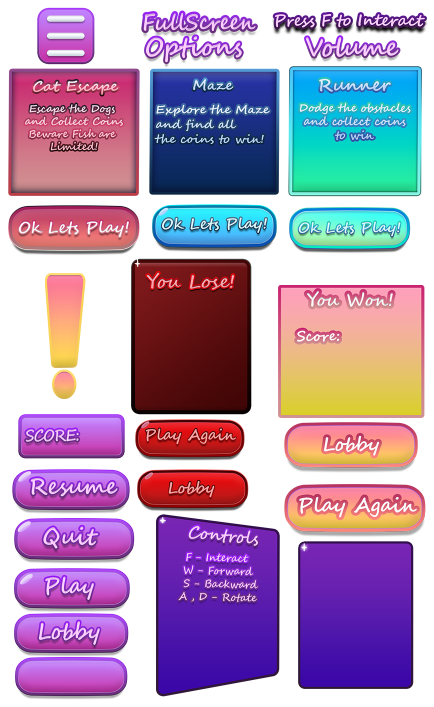 FullScreen
Options
Press F to Interact
Volume
Cat Escape
Escape the Dogs
and Collect Coins
Beware Fish are
Limited!
Maze
Explore the Maze
and find all
the coins to win!
Runner
Dodge the obstacles
and collect coins
to win
Ok Lets Play!
Ok Lets Play!
Ok Lets Play!
You Lose!
You Won!
Score:
SCORE:
Play Again
Lobby
Resume
Lobby
Play Again
Quit
Play
Lobby
Controls
F - Interact
W - Forward
S - Backward
A , D - Rotate